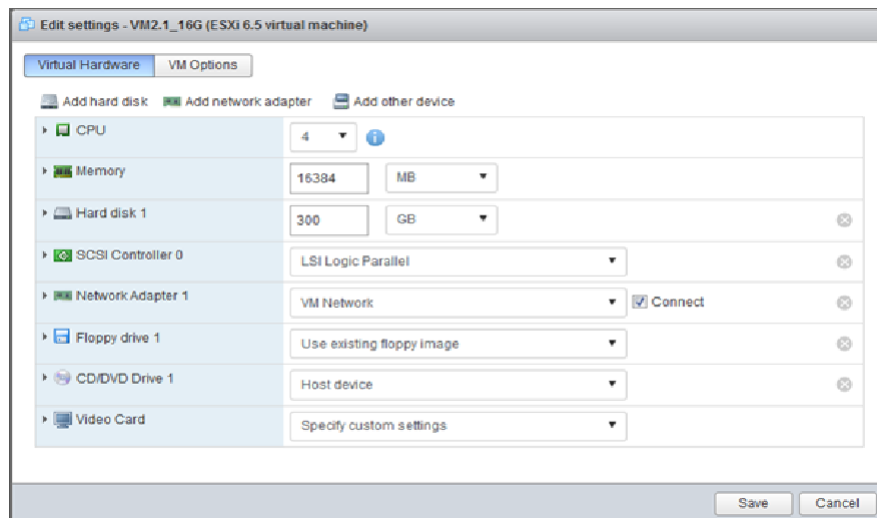 Edit settings - VM2.1_16G (ESXi 6.5 virtual machine)
Virtual Hardware VM Options
Add hard disk Add network adapter Add other device
CPU 4
Memory 16384 MB
Hard disk 1 300 GB
SCSI Controller 0 LSI Logic Parallel
Network Adapter 1 VM Network Connect
Floppy drive 1 Use existing floppy image
CD/DVD Drive 1 Host device
Video Card Specify custom settings
Save Cancel